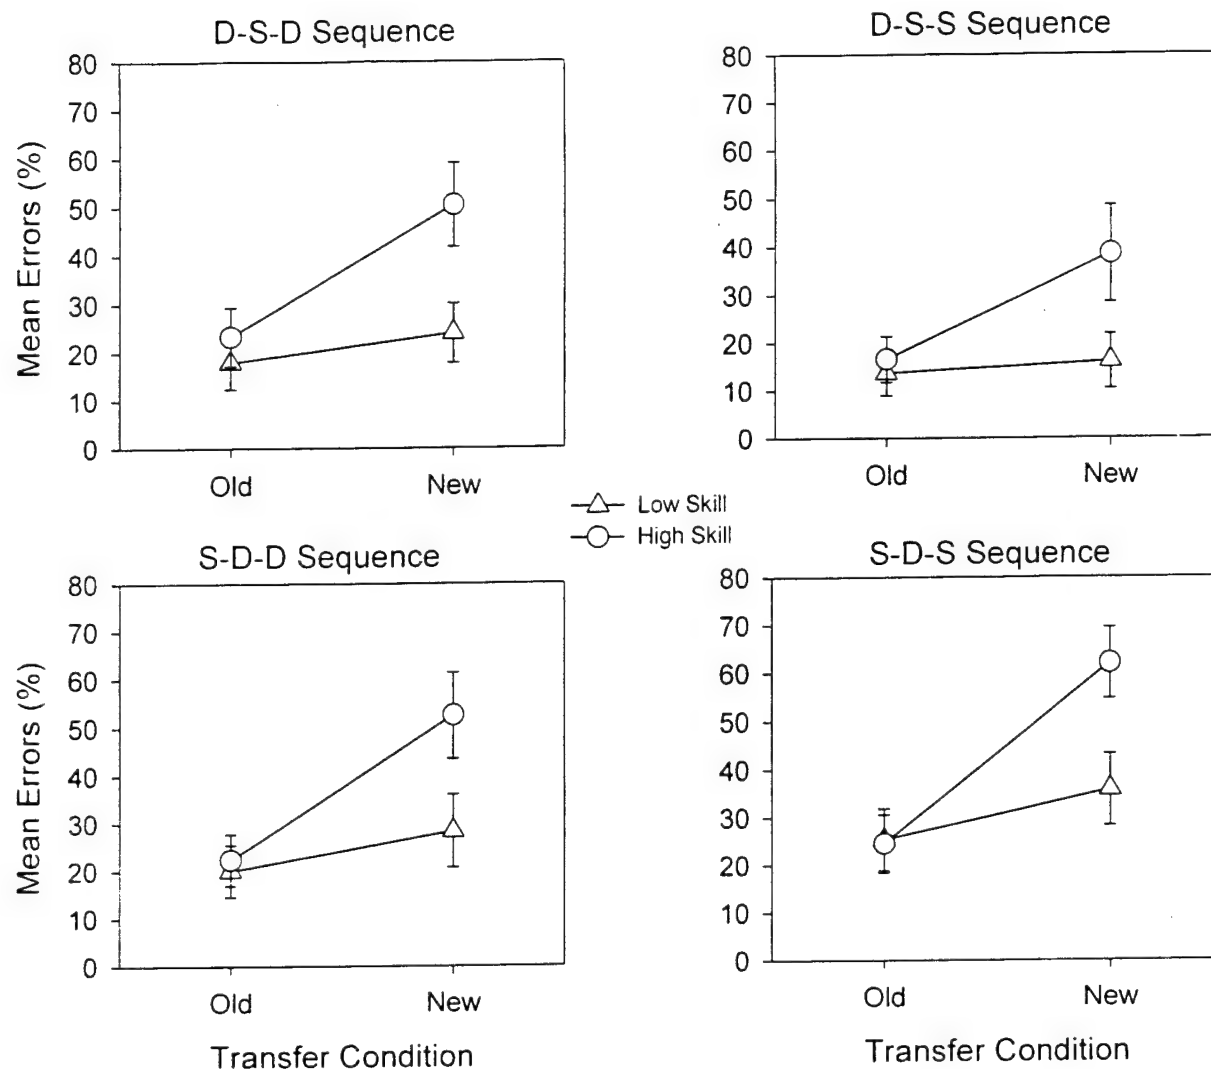 D-S-D Sequence
80
70
60
50
40
30
20
10
0
Mean Errors (%)
Old
New
D-S-S Sequence
80
70
60
50
40
30
20
10
0
Old
New
Low Skill
High Skill
S-D-D Sequence
80
70
60
50
40
30
20
10
0
Mean Errors (%)
Old
New
Transfer Condition
S-D-S Sequence
80
70
60
50
40
30
20
10
0
Old
New
Transfer Condition